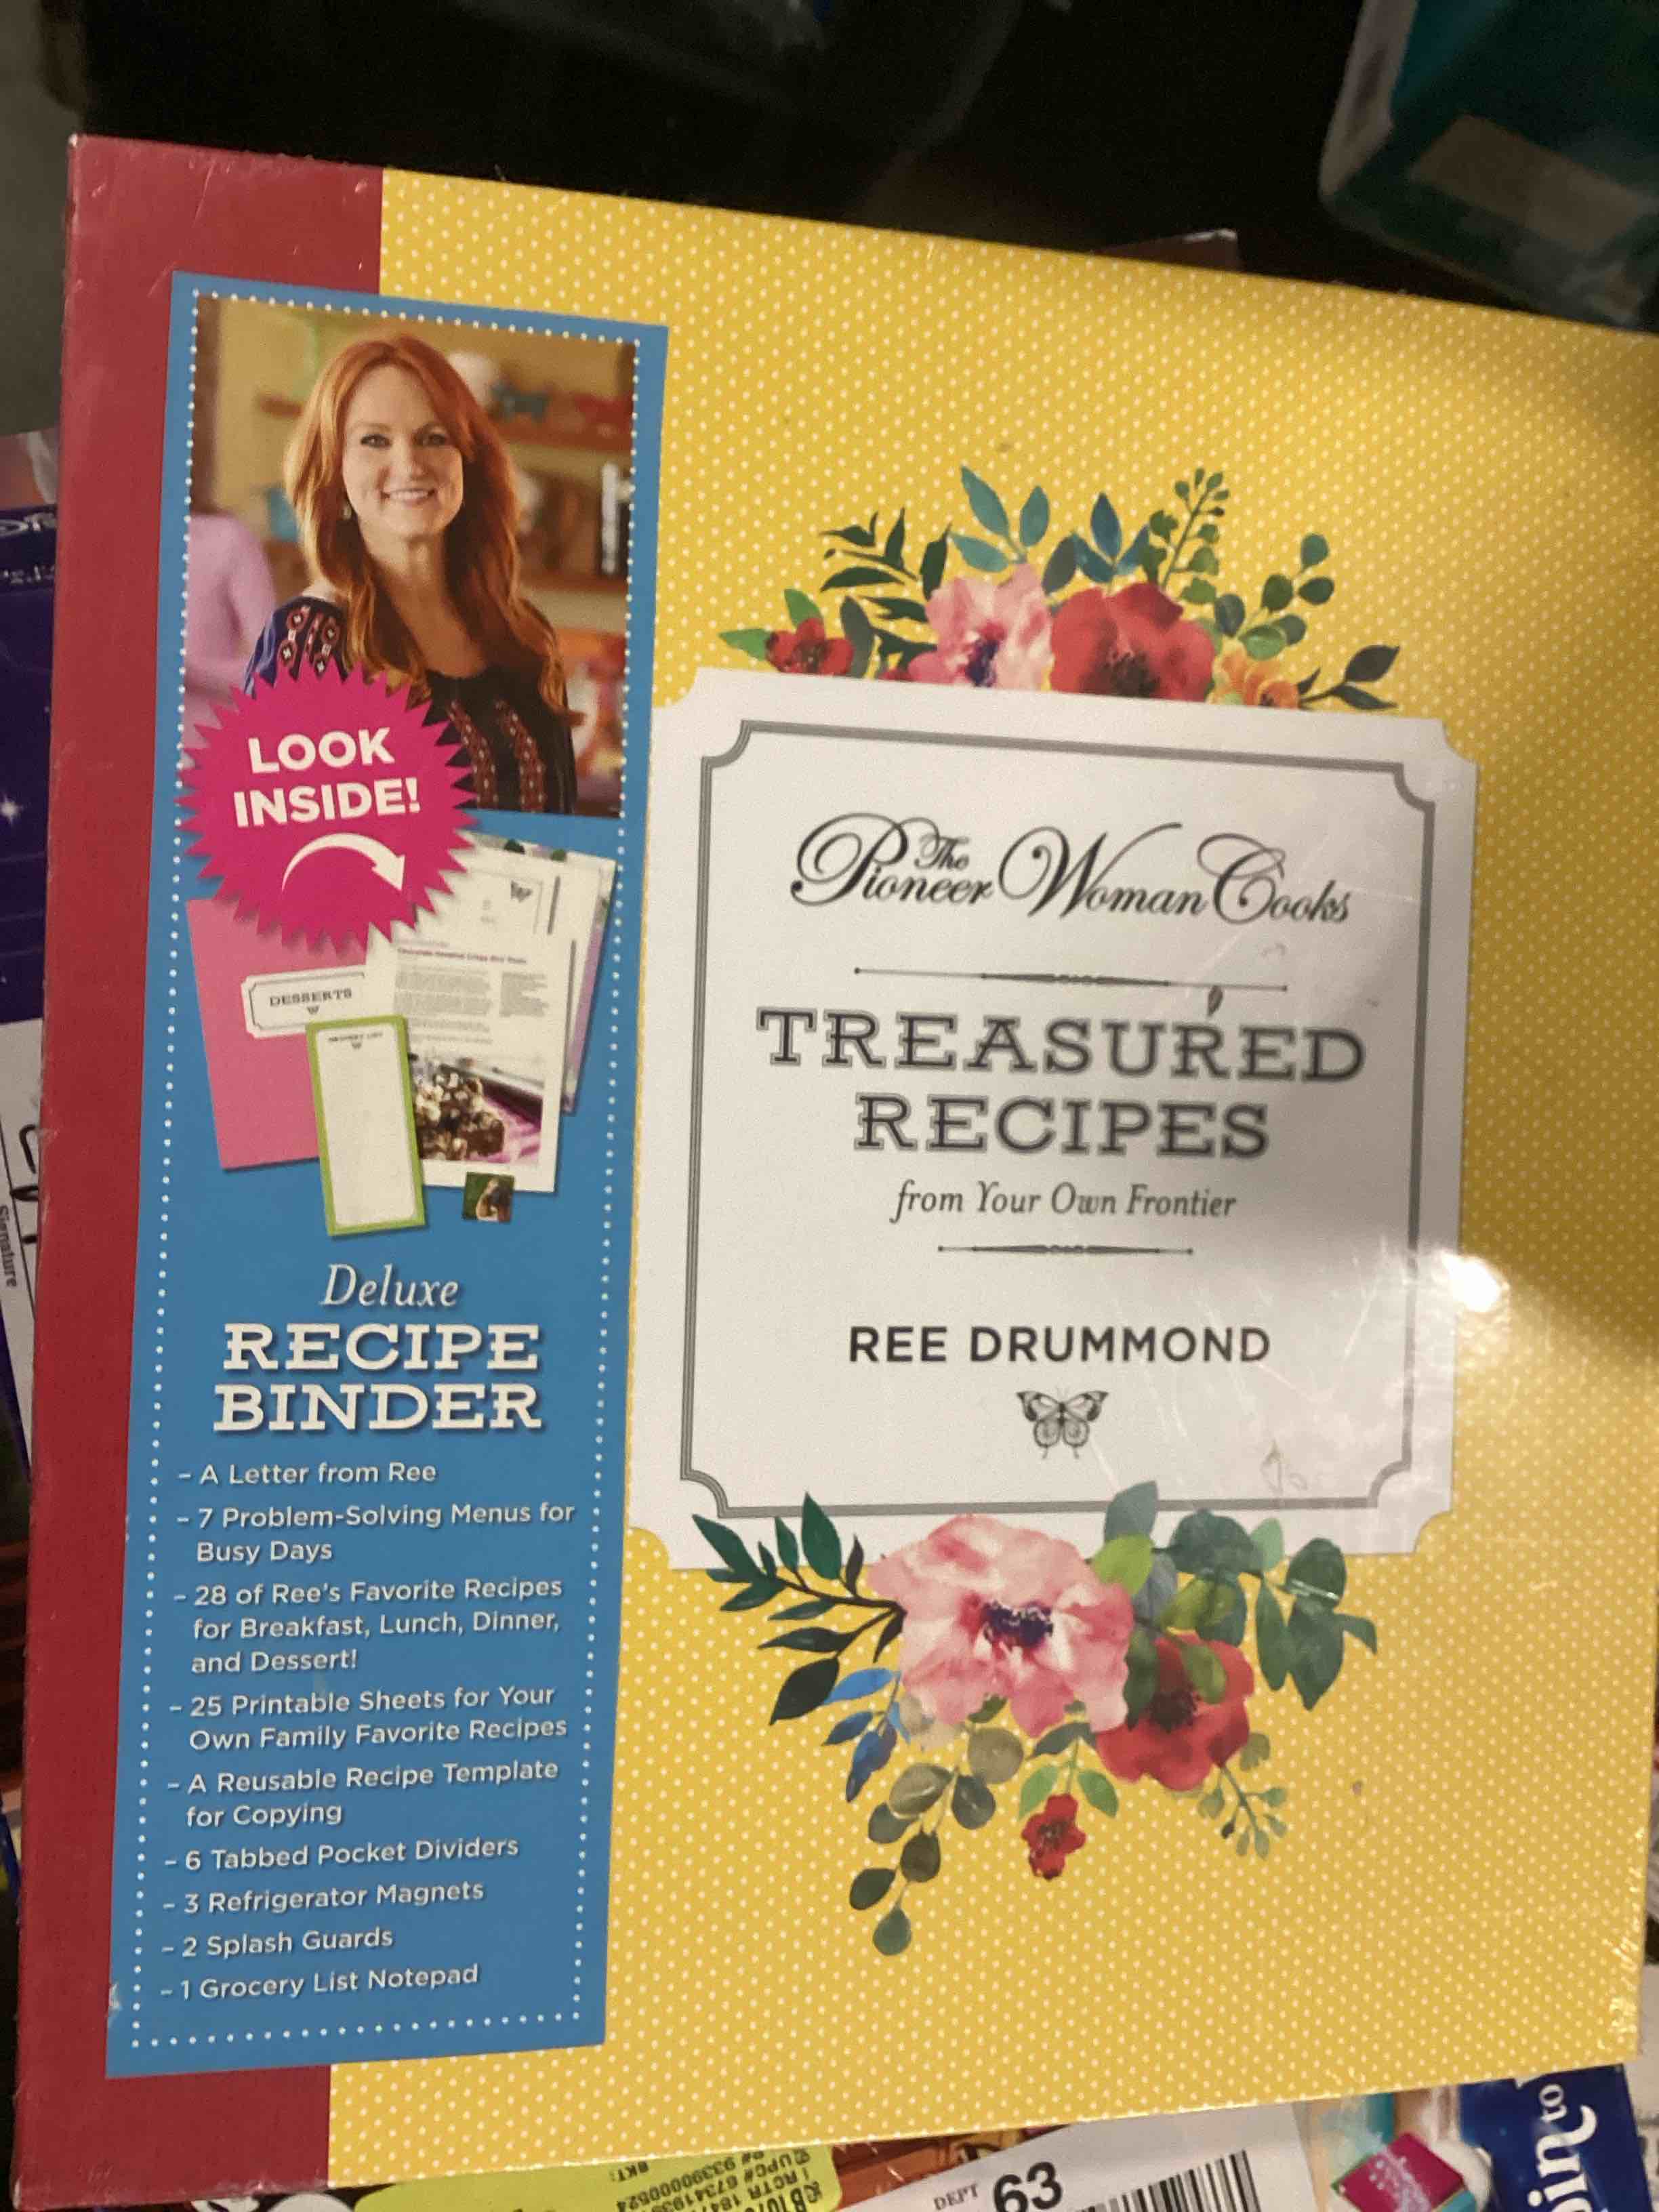 LOOK
INSIDE!
DESSERTS
Deluxe
RECIPE
BINDER
- A Letter from Ree
- 7 Problem-Solving Menus for
Busy Days
- 28 of Ree's Favorite Recipes
for Breakfast, Lunch, Dinner,
and Dessert!
- 25 Printable Sheets for Your
Own Family Favorite Recipes
- A Reusable Recipe Template
for Copying
- 6 Tabbed Pocket Dividers
- 3 Refrigerator Magnets
- 2 Splash Guards
- 1 Grocery List Notepad
The
Pioneer Woman Cooks
TREASURED
RECIPES
from Your Own Frontier
REE DRUMMOND
Signature
DEPT 63